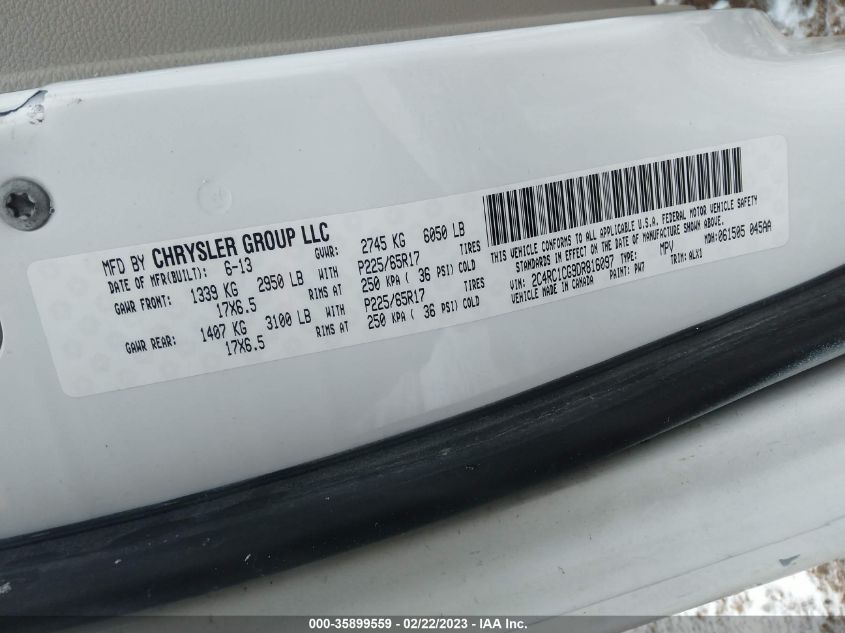 MFD BY CHRYSLER GROUP LLC
DATE OF MFR(BUILT): 6-13 GVWR: 2745 KG 6050 LB
GAWR FRONT: 1339 KG 2950 LB WITH P225/65R17 TIRES
17X6.5 RIMS AT 250 KPA ( 36 PSI) COLD
GAWR REAR: 1407 KG 3100 LB WITH P225/65R17 TIRES
17X6.5 RIMS AT 250 KPA ( 36 PSI) COLD
THIS VEHICLE CONFORMS TO ALL APPLICABLE U.S.A. FEDERAL MOTOR VEHICLE SAFETY
STANDARDS IN EFFECT ON THE DATE OF MANUFACTURE SHOWN ABOVE.
VIN: 2C4RC1CG9DR816097 TYPE: MPV MDH: 061505 045AA
VEHICLE MADE IN CANADA PAINT: PW7 TRIM: ALX1
000-35899559 - 02/22/2023 - IAA Inc.